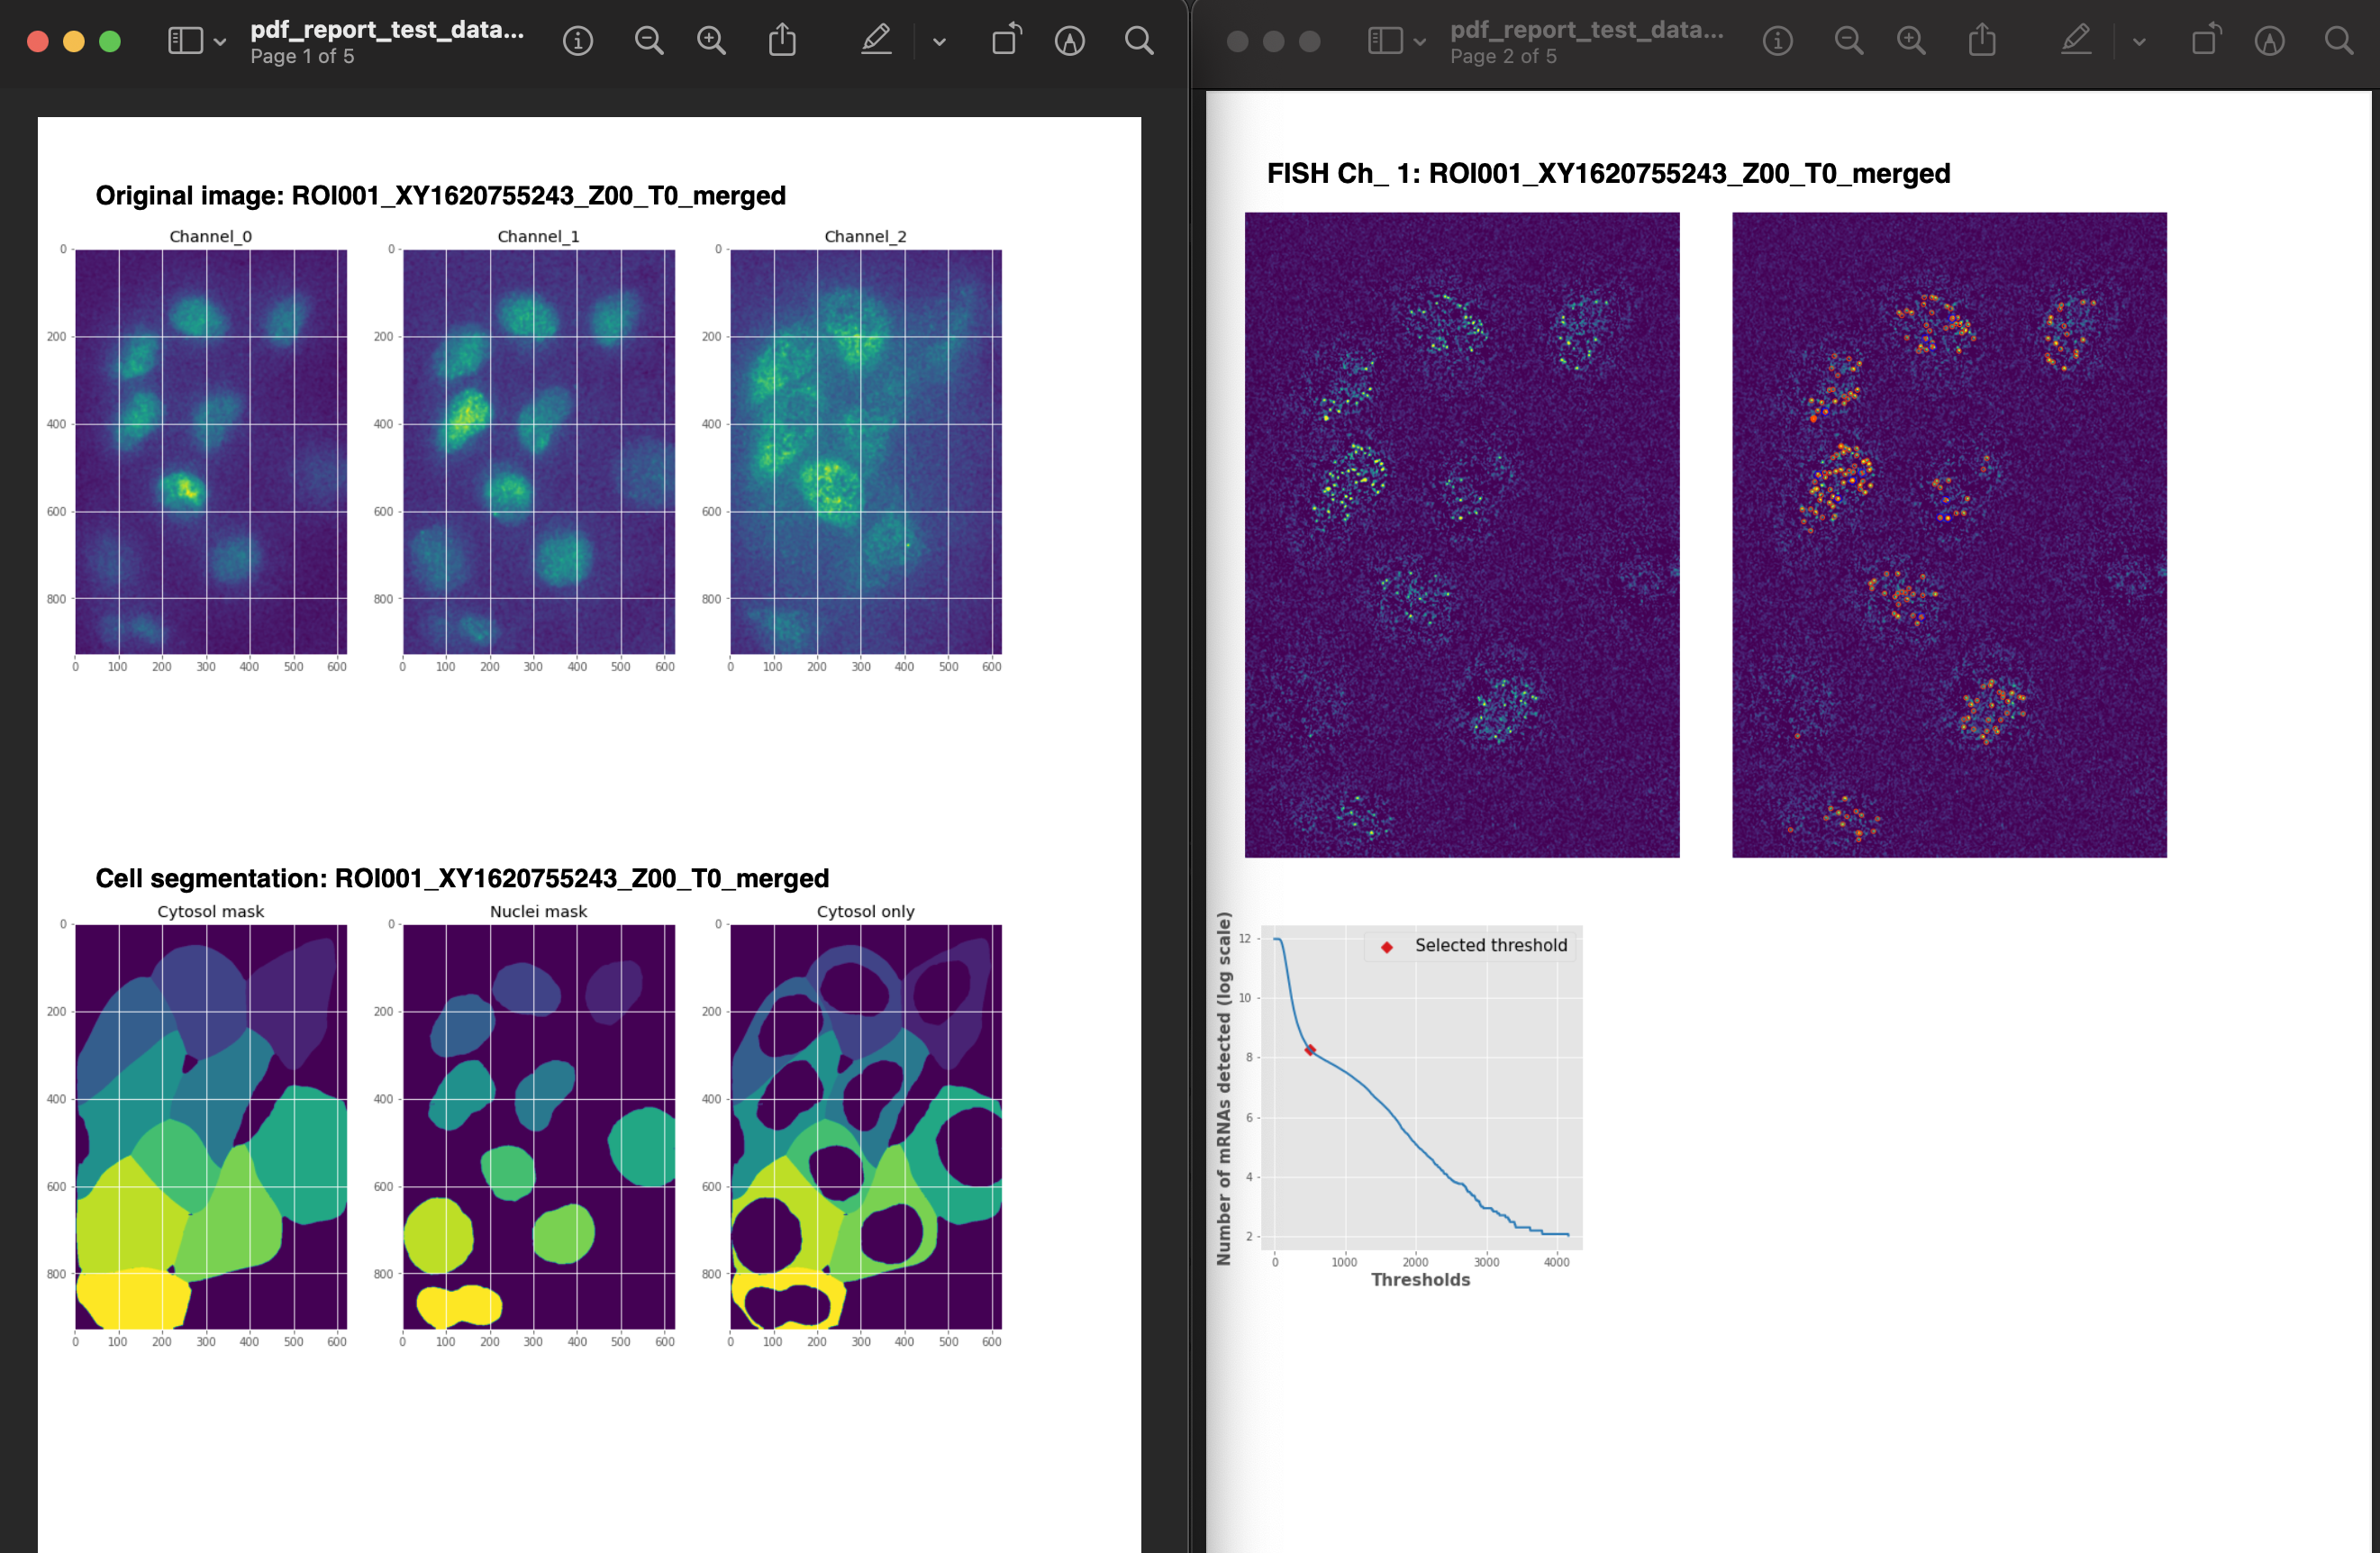 pdf_report_test_data...
Page 1 of 5
Original image: ROI001_XY1620755243_Z00_T0_merged
Channel_0
Channel_1
Channel_2
0
200
400
600
800
0 100 200 300 400 500 600
0
200
400
600
800
0 100 200 300 400 500 600
0
200
400
600
800
0 100 200 300 400 500 600
Cell segmentation: ROI001_XY1620755243_Z00_T0_merged
Cytosol mask
Nuclei mask
Cytosol only
0
200
400
600
800
0 100 200 300 400 500 600
0
200
400
600
800
0 100 200 300 400 500 600
0
200
400
600
800
0 100 200 300 400 500 600
pdf_report_test_data...
Page 2 of 5
FISH Ch_ 1: ROI001_XY1620755243_Z00_T0_merged
Number of mRNAs detected (log scale)
12
10
8
6
4
2
Selected threshold
0 1000 2000 3000 4000
Thresholds